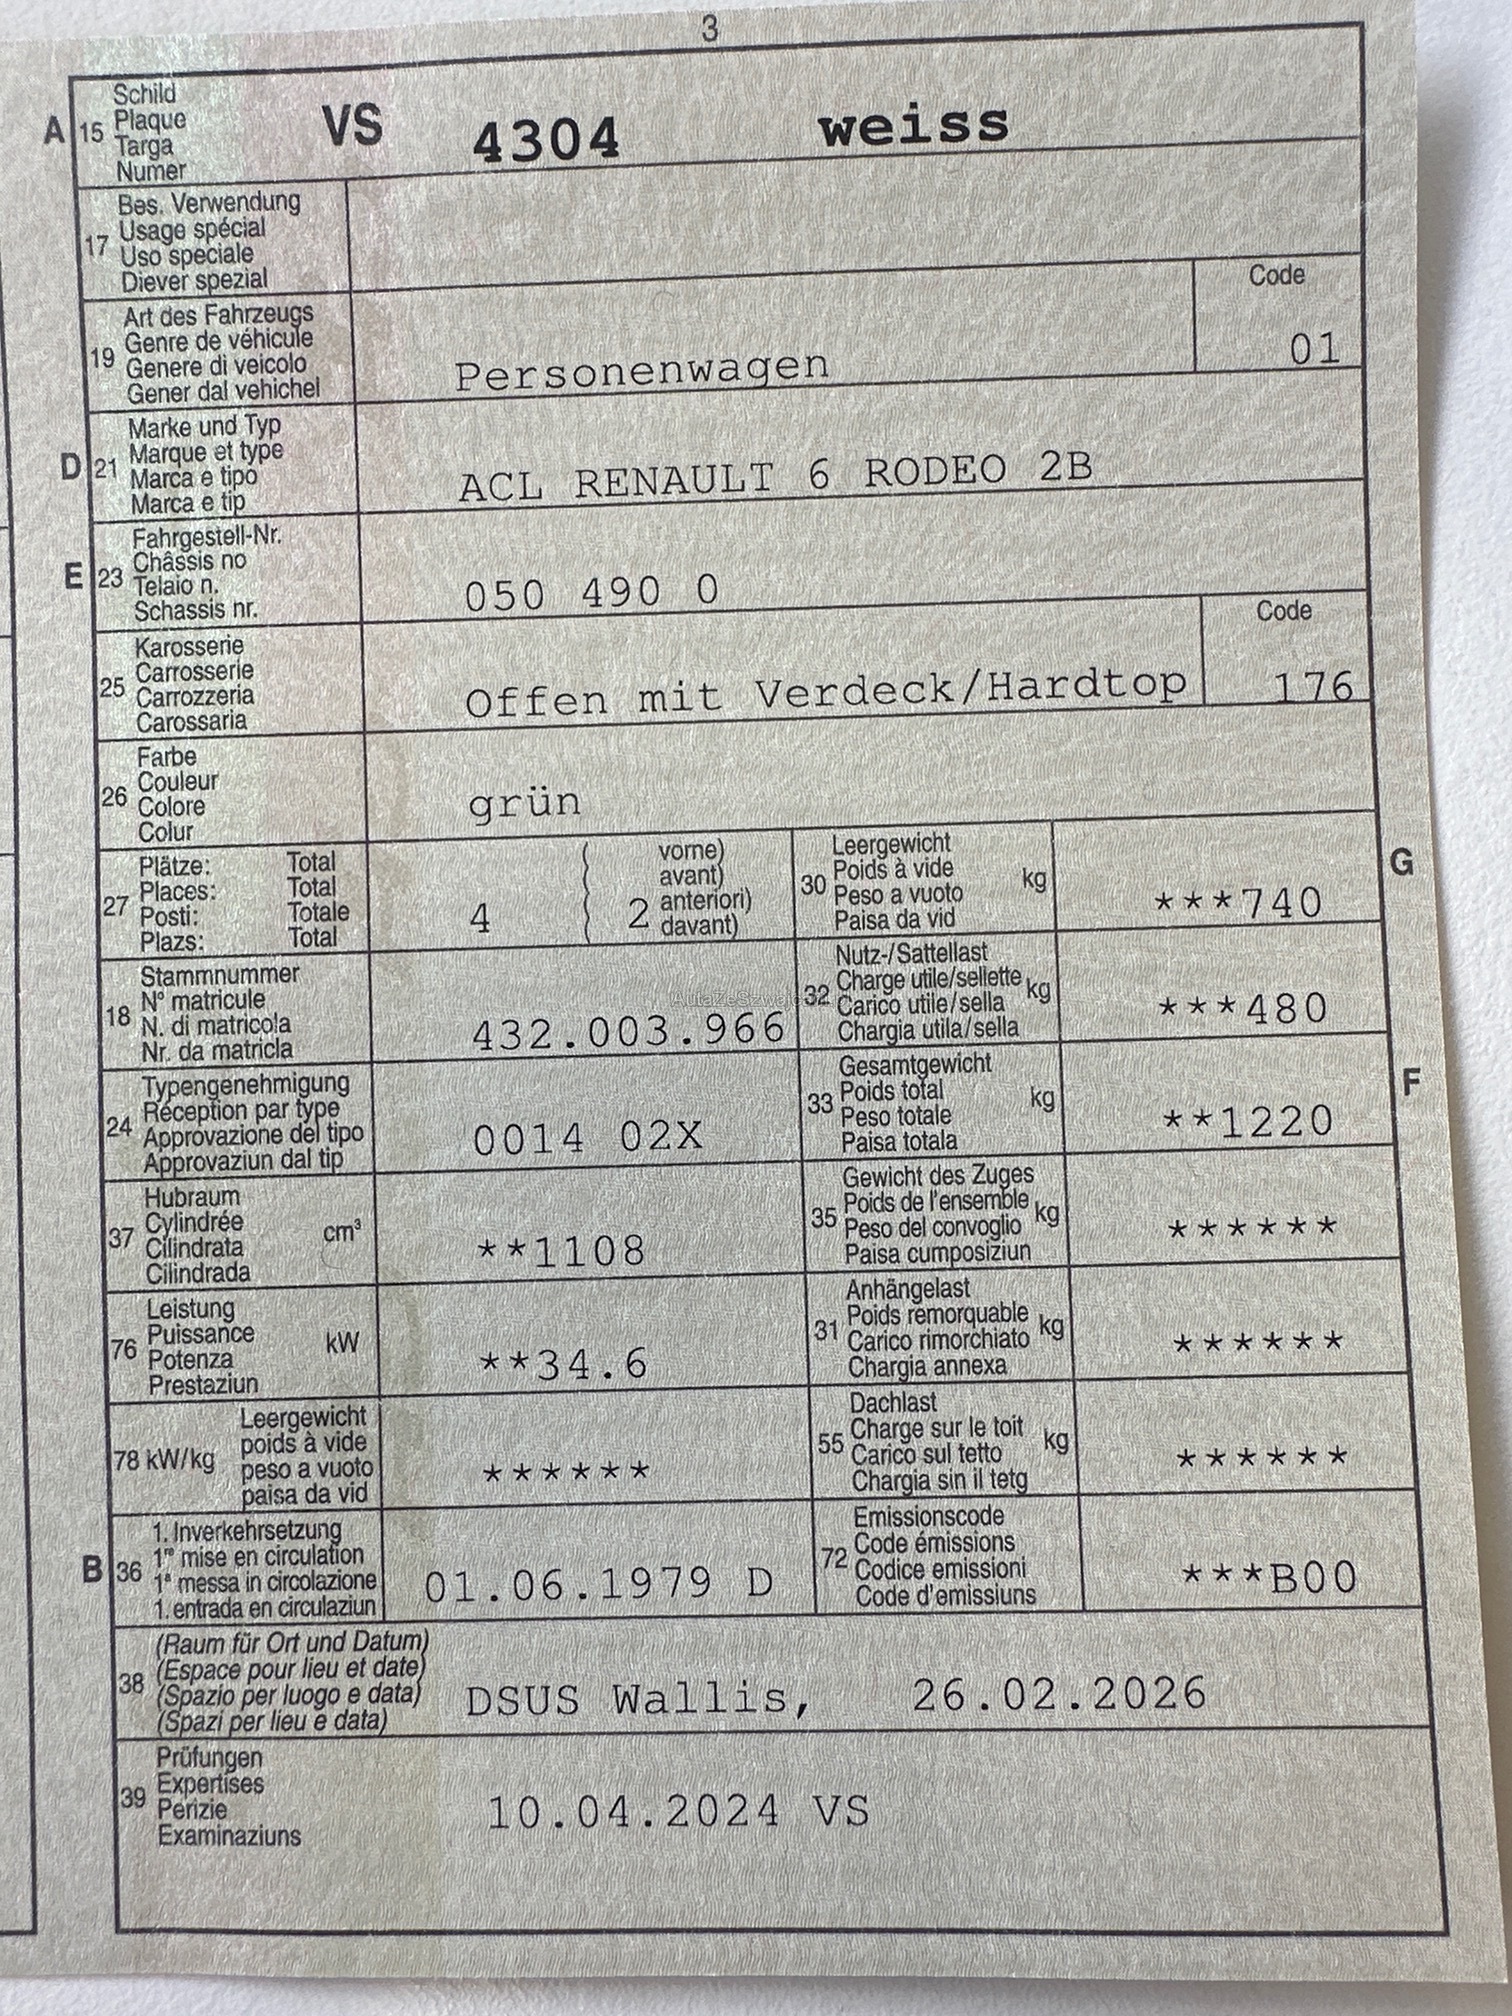 3
A 15 Schild
Plaque
Targa
Numer
VS 4304 weiss
17 Bes. Verwendung
Usage spécial
Uso speciale
Diever spezial
19 Art des Fahrzeugs
Genre de véhicule
Genere di veicolo
Gener dal vehichel
Personenwagen
Code
01
D 21 Marke und Typ
Marque et type
Marca e tipo
Marca e tip
ACL RENAULT 6 RODEO 2B
E 23 Fahrgestell-Nr.
Châssis no
Telaio n.
Schassis nr.
050 490 0
25 Karosserie
Carrosserie
Carrozzeria
Carossaria
Offen mit Verdeck/Hardtop
Code
176
26 Farbe
Couleur
Colore
Colur
grün
27 Plätze: Total
Places: Total
Posti: Totale
Plazs: Total
4
2
vorne)
avant)
anteriori)
davant)
G 30 Leergewicht
Poids à vide
Peso a vuoto
Paisa da vid
kg
***740
18 Stammnummer
N° matricule
N. di matricola
Nr. da matricla
432.003.966
32 Nutz-/Sattellast
Charge utile/sellette
Carico utile/sella
Chargia utila/sella
kg
***480
24 Typengenehmigung
Réception par type
Approvazione del tipo
Approvaziun dal tip
0014 02X
F 33 Gesamtgewicht
Poids total
Peso totale
Paisa totala
kg
**1220
37 Hubraum
Cylindrée
Cilindrata
Cilindrada
cm³
**1108
35 Gewicht des Zuges
Poids de l'ensemble
Peso del convoglio
Paisa cumposiziun
kg
******
76 Leistung
Puissance
Potenza
Prestaziun
kW
**34.6
31 Anhängelast
Poids remorquable
Carico rimorchiato
Chargia annexa
kg
******
78 kW/kg
Leergewicht
poids à vide
peso a vuoto
paisa da vid
******
55 Dachlast
Charge sur le toit
Carico sul tetto
Chargia sin il tetg
kg
******
B 36 1. Inverkehrsetzung
1re mise en circulation
1a messa in circolazione
1. entrada en circulaziun
01.06.1979 D
72 Emissionscode
Code émissions
Codice emissioni
Code d'emissiuns
***B00
38 (Raum für Ort und Datum)
(Espace pour lieu et date)
(Spazio per luogo e data)
(Spazi per lieu e data)
DSUS Wallis, 26.02.2026
39 Prüfungen
Expertises
Perizie
Examinaziuns
10.04.2024 VS